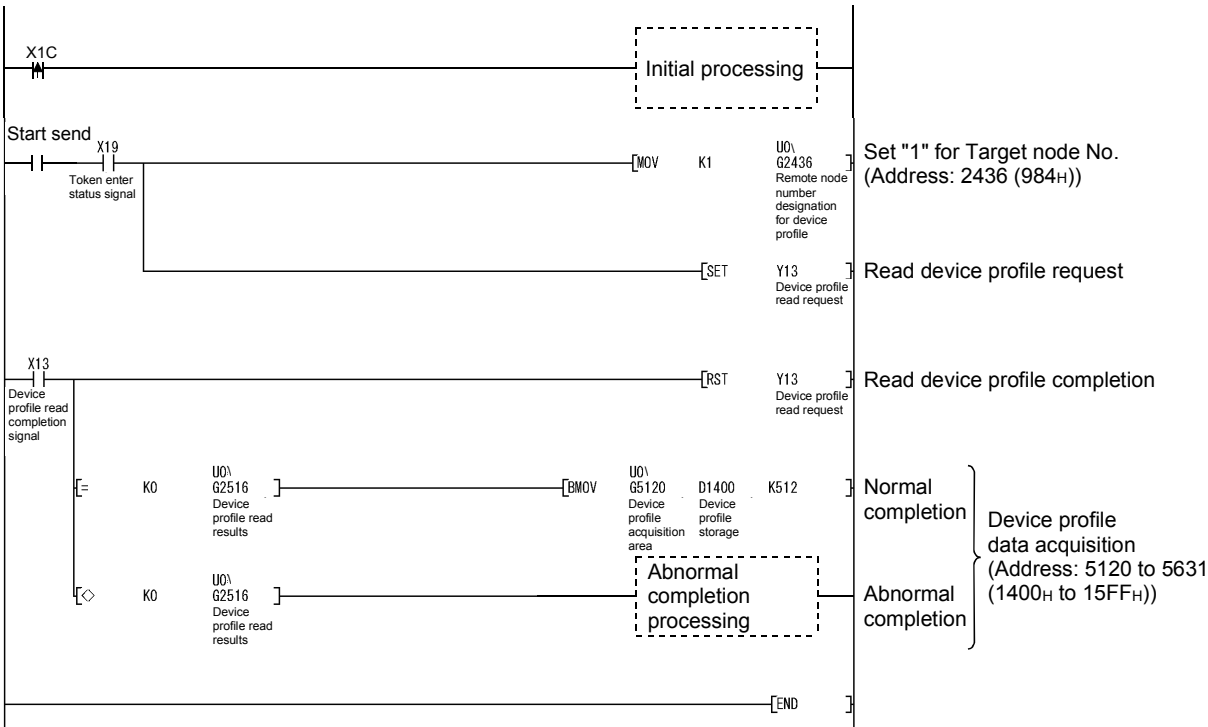 X1C
Initial processing
Start send
X19
Token enter
status signal
[MOV K1 U0\
G2436 ]
Remote node
number
designation
for device
profile
Set "1" for Target node No.
(Address: 2436 (984H))
[SET Y13 ]
Device profile
read request
Read device profile request
X13
Device
profile read
completion
signal
[RST Y13 ]
Device profile
read request
Read device profile completion
[= K0 U0\
G2516 ]
Device
profile read
results
[BMOV U0\
G5120 D1400 K512 ]
Device
profile
acquisition
area
Device
profile
storage
Normal
completion
[<> K0 U0\
G2516 ]
Device
profile read
results
Abnormal
completion
processing
Abnormal
completion
Device profile
data acquisition
(Address: 5120 to 5631
(1400H to 15FFH))
[END ]